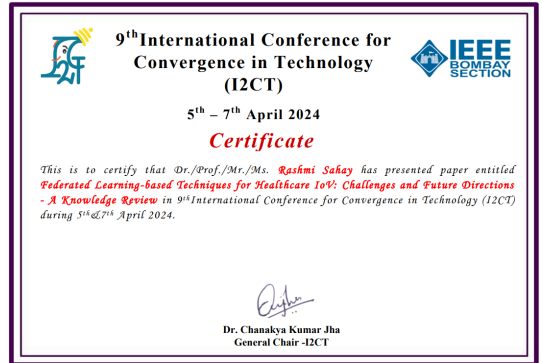 9thInternational Conference for
Convergence in Technology
(I2CT)
IEEE
BOMBAY
SECTION
5th – 7th April 2024
Certificate
This is to certify that Dr./Prof./Mr./Ms. Rashmi Sahay has presented paper entitled
Federated Learning-based Techniques for Healthcare IoV: Challenges and Future Directions
- A Knowledge Review in 9thInternational Conference for Convergence in Technology (I2CT)
during 5th&7th April 2024.
Dr. Chanakya Kumar Jha
General Chair -I2CT